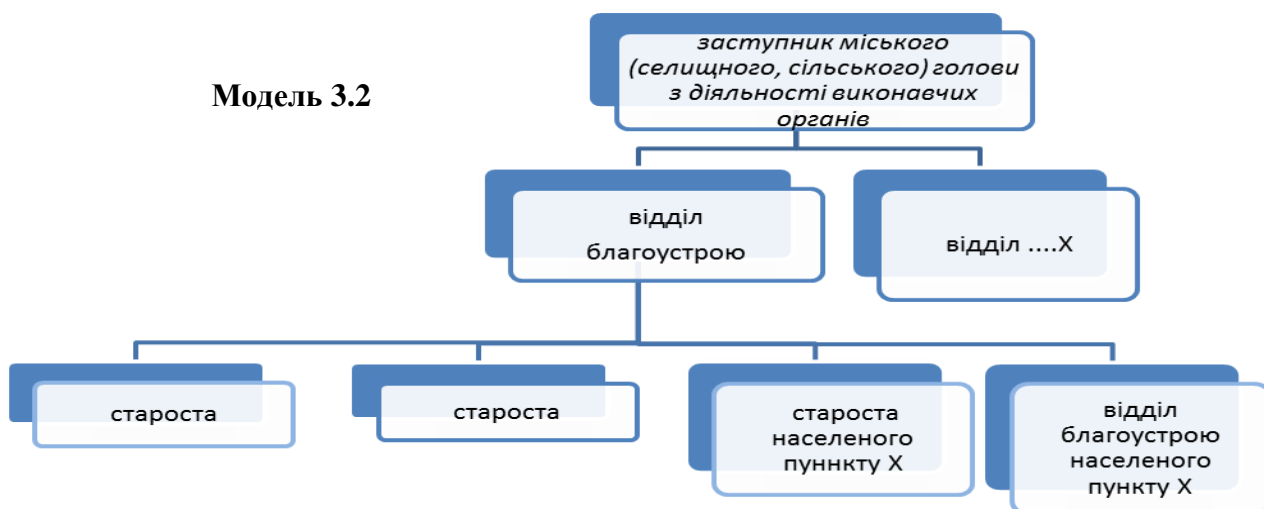 Модель 3.2
заступник міського
(селищного, сільського) голови
з діяльності виконавчих
органів
відділ
благоустрою
відділ ....Х
староста
староста
староста
населеного
пуннкту Х
відділ
благоустрою
населеного
пункту Х